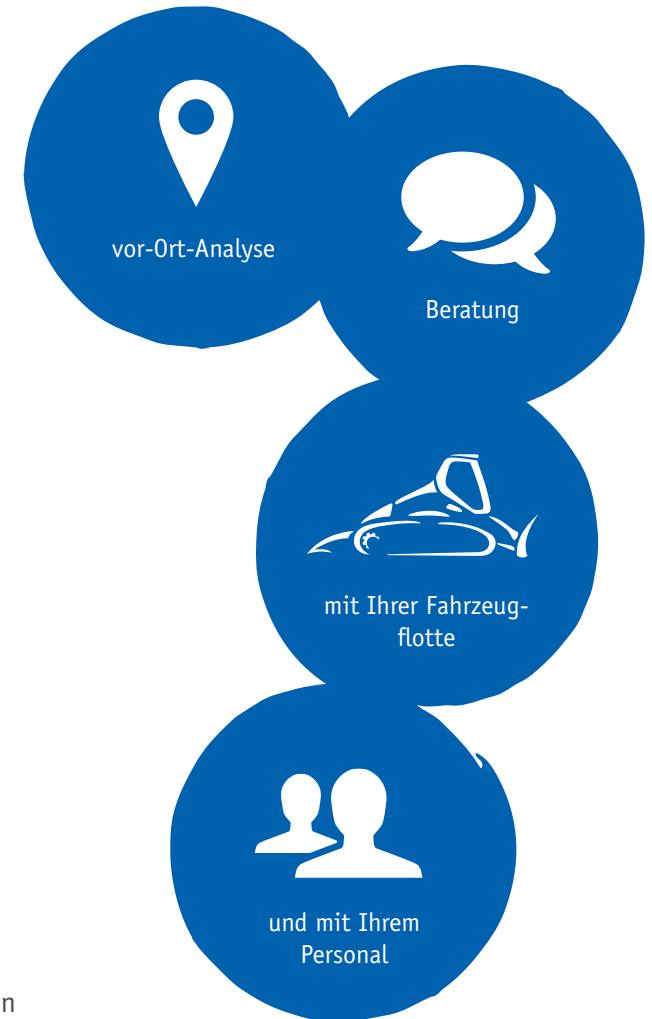 vor-Ort-Analyse
Beratung
mit Ihrer Fahrzeug-
flotte
und mit Ihrem
Personal
n